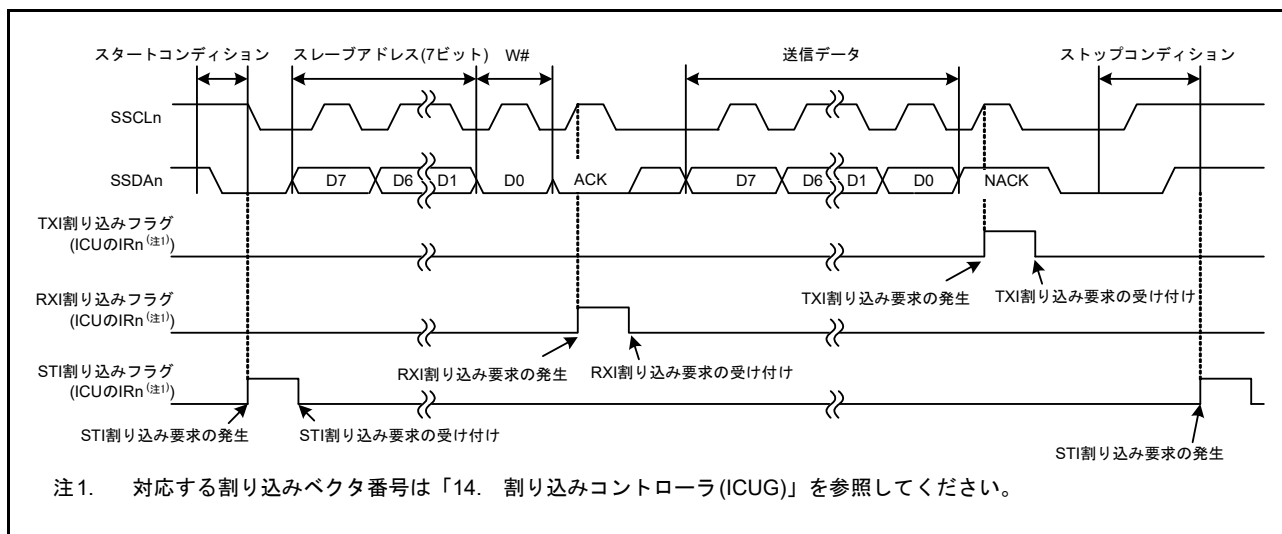 スタートコンディション スレーブアドレス(7ビット) W# 送信データ ストップコンディション
SSCLn
SSDAn D7 D6 D1 D0 ACK D7 D6 D1 D0 NACK
TXI割り込みフラグ
(ICUのIRn(注1))
TXI割り込み要求の発生 TXI割り込み要求の受け付け
RXI割り込みフラグ
(ICUのIRn(注1))
RXI割り込み要求の発生 RXI割り込み要求の受け付け
STI割り込みフラグ
(ICUのIRn(注1))
STI割り込み要求の発生 STI割り込み要求の受け付け
STI割り込み要求の発生
注1. 対応する割り込みベクタ番号は「14. 割り込みコントローラ(ICUG)」を参照してください。